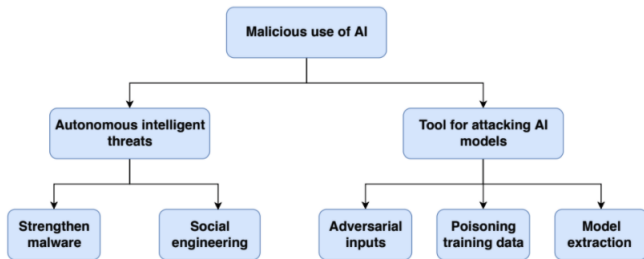 Malicious use of AI
Autonomous intelligent
threats
Tool for attacking AI
models
Strengthen
malware
Social
engineering
Adversarial
inputs
Poisoning
training data
Model
extraction